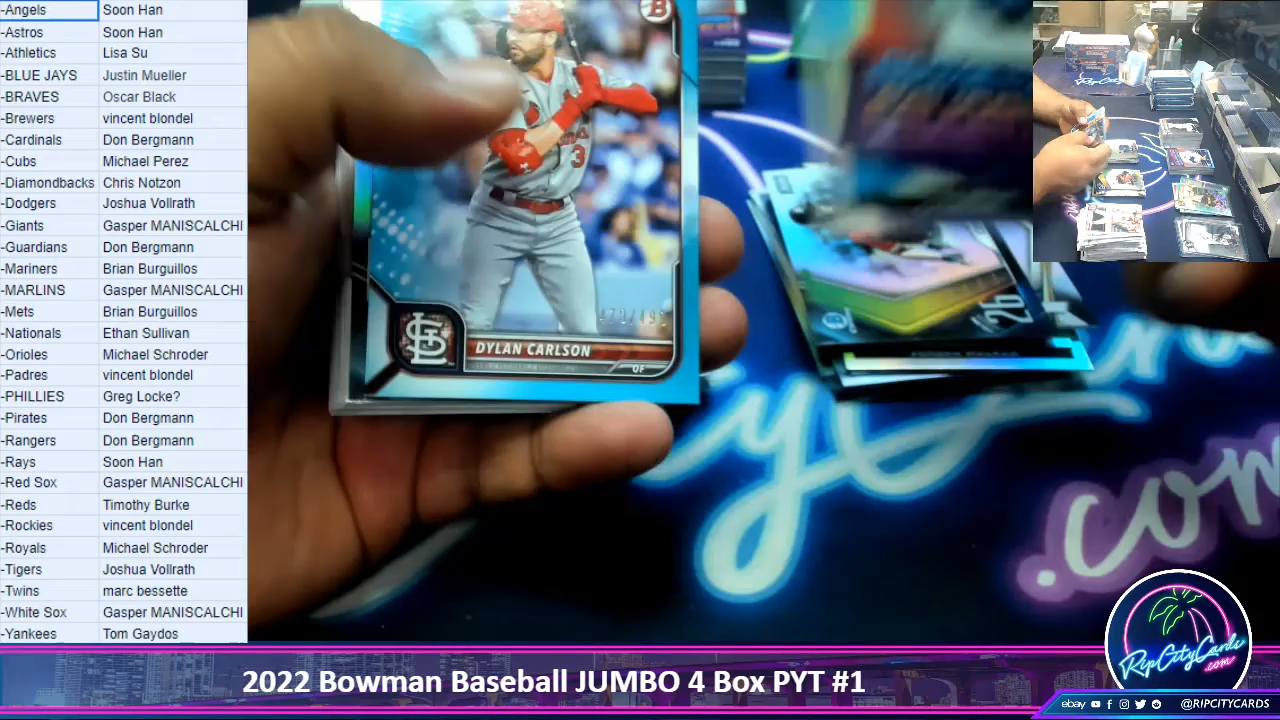 -Angels Soon Han
-Astros Soon Han
-Athletics Lisa Su
-BLUE JAYS Justin Mueller
-BRAVES Oscar Black
-Brewers vincent blondel
-Cardinals Don Bergmann
-Cubs Michael Perez
-Diamondbacks Chris Notzon
-Dodgers Joshua Vollrath
-Giants Gasper MANISCALCHI
-Guardians Don Bergmann
-Mariners Brian Burguillos
-MARLINS Gasper MANISCALCHI
-Mets Brian Burguillos
-Nationals Ethan Sullivan
-Orioles Michael Schroder
-Padres vincent blondel
-PHILLIES Greg Locke?
-Pirates Don Bergmann
-Rangers Don Bergmann
-Rays Soon Han
-Red Sox Gasper MANISCALCHI
-Reds Timothy Burke
-Rockies vincent blondel
-Royals Michael Schroder
-Tigers Joshua Vollrath
-Twins marc bessette
-White Sox Gasper MANISCALCHI
-Yankees Tom Gaydos
B
3
STL
DYLAN CARLSON
OF
2B
.com
RipCityCards
.com
2022 Bowman Baseball JUMBO 4 Box PYT #1
ebay @RIPCITYCARDS